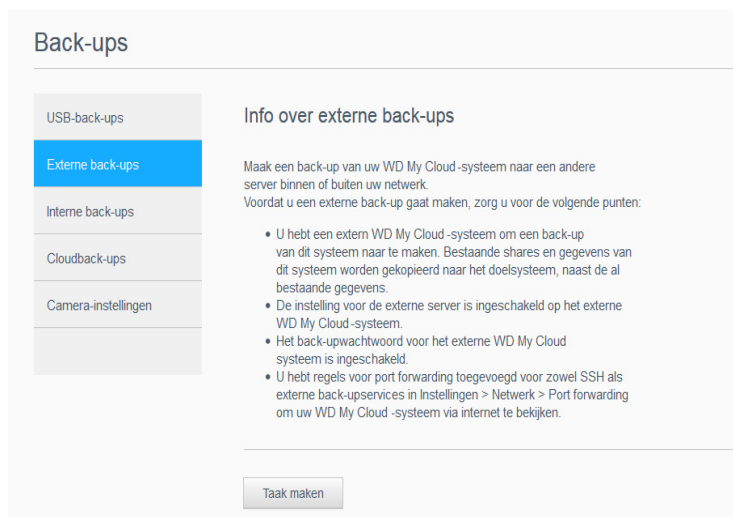 Back-ups
USB-back-ups
Externe back-ups
Interne back-ups
Cloudback-ups
Camera-instellingen
Info over externe back-ups
Maak een back-up van uw WD My Cloud -systeem naar een andere
server binnen of buiten uw netwerk.
Voordat u een externe back-up gaat maken, zorg u voor de volgende punten:
• U hebt een extern WD My Cloud -systeem om een back-up
van dit systeem naar te maken. Bestaande shares en gegevens van
dit systeem worden gekopieerd naar het doelsysteem, naast de al
bestaande gegevens.
• De instelling voor de externe server is ingeschakeld op het externe
WD My Cloud -systeem.
• Het back-upwachtwoord voor het externe WD My Cloud
systeem is ingeschakeld.
• U hebt regels voor port forwarding toegevoegd voor zowel SSH als
externe back-upservices in Instellingen > Netwerk > Port forwarding
om uw WD My Cloud -systeem via internet te bekijken.
Taak maken